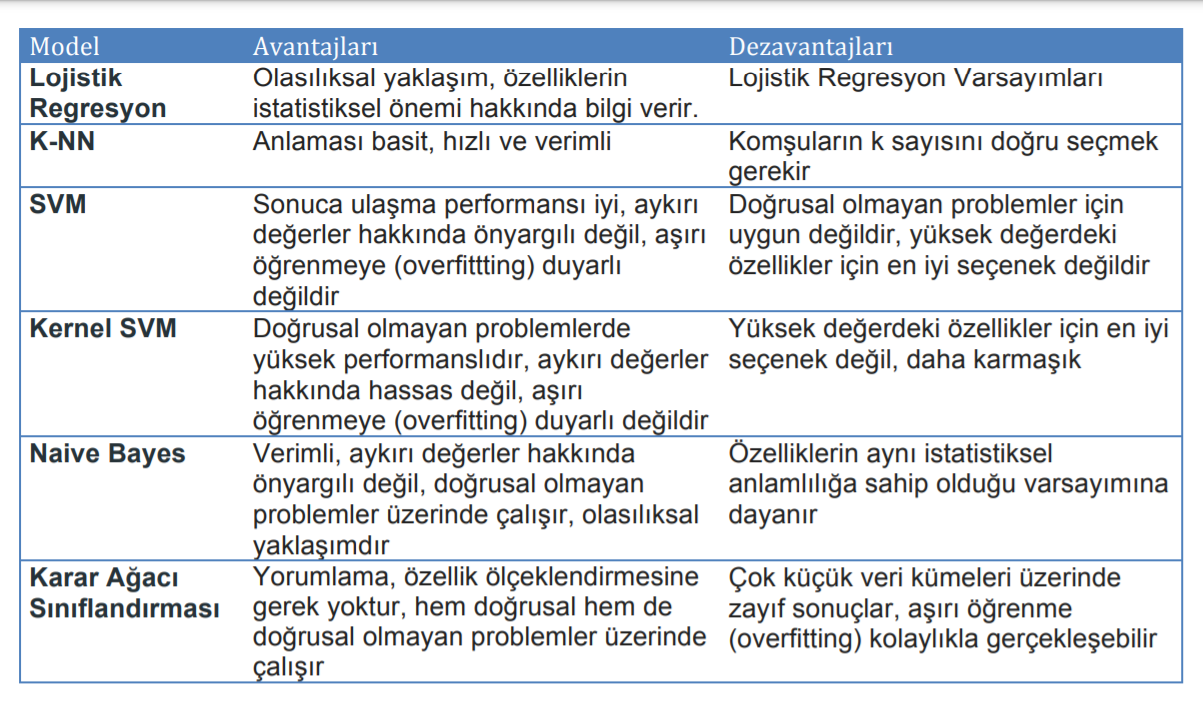 Model Avantajları Dezavantajları
Lojistik Regresyon
Olasılıksal yaklaşım, özelliklerin
istatistiksel önemi hakkında bilgi verir.
Lojistik Regresyon Varsayımları
K-NN
Anlaması basit, hızlı ve verimli
Komşuların k sayısını doğru seçmek
gerekir
SVM
Sonuca ulaşma performansı iyi, aykırı
değerler hakkında önyargılı değil, aşırı
öğrenmeye (overfittting) duyarlı
değildir
Doğrusal olmayan problemler için
uygun değildir, yüksek değerdeki
özellikler için en iyi seçenek değildir
Kernel SVM
Doğrusal olmayan problemlerde
yüksek performanslıdır, aykırı değerler
hakkında hassas değil, aşırı
öğrenmeye (overfitting) duyarlı değildir
Yüksek değerdeki özellikler için en iyi
seçenek değil, daha karmaşık
Naive Bayes
Verimli, aykırı değerler hakkında
önyargılı değil, doğrusal olmayan
problemler üzerinde çalışır, olasılıksal
yaklaşımdır
Özelliklerin aynı istatistiksel
anlamlılığa sahip olduğu varsayımına
dayanır
Karar Ağacı
Sınıflandırması
Yorumlama, özellik ölçeklendirmesine
gerek yoktur, hem doğrusal hem de
doğrusal olmayan problemler üzerinde
çalışır
Çok küçük veri kümeleri üzerinde
zayıf sonuçlar, aşırı öğrenme
(overfitting) kolaylıkla gerçekleşebilir